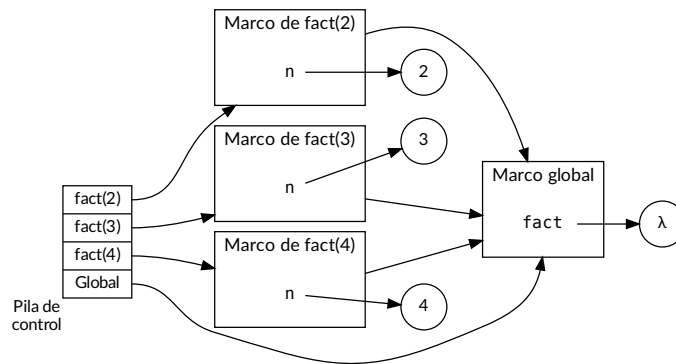 Marco de fact(2)
n
2
Marco de fact(3)
n
3
Marco de fact(4)
n
4
Marco global
fact
λ
fact(2)
fact(3)
fact(4)
Global
Pila de
control